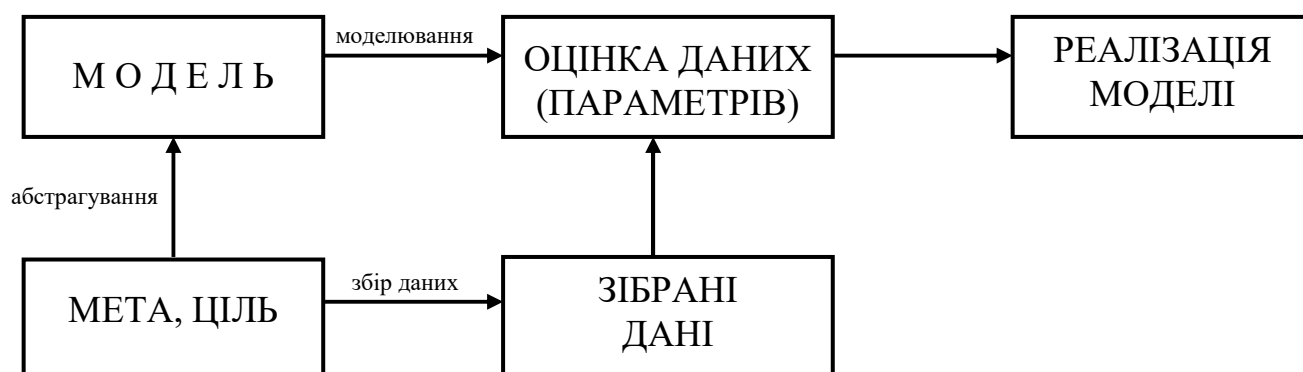 М О Д Е Л Ь
моделювання
ОЦІНКА ДАНИХ
(ПАРАМЕТРІВ)
РЕАЛІЗАЦІЯ
МОДЕЛІ
абстрагування
МЕТА, ЦІЛЬ
збір даних
ЗІБРАНІ
ДАНІ